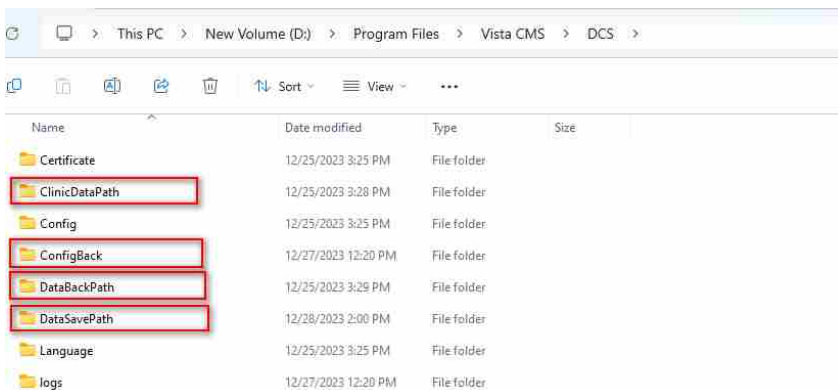 This PC > New Volume (D:) > Program Files > Vista CMS > DCS >
Sort View ...
Name Date modified Type Size
Certificate 12/25/2023 3:25 PM File folder
ClinicDataPath 12/25/2023 3:28 PM File folder
Config 12/25/2023 3:25 PM File folder
ConfigBack 12/27/2023 12:20 PM File folder
DataBackPath 12/25/2023 3:29 PM File folder
DataSavePath 12/28/2023 2:00 PM File folder
Language 12/25/2023 3:25 PM File folder
logs 12/27/2023 12:20 PM File folder